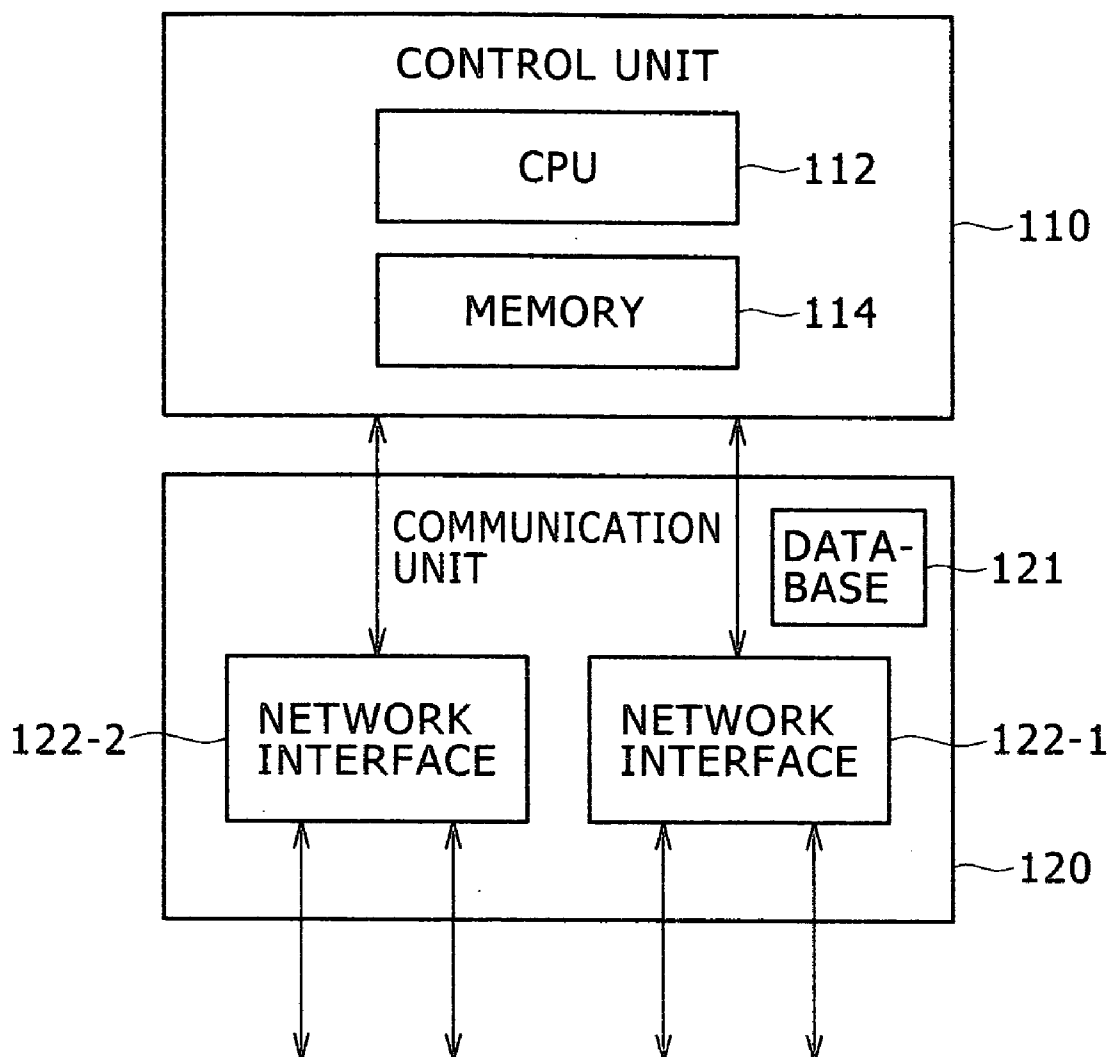 CONTROL UNIT
CPU
112
110
MEMORY
114
COMMUNICATION
UNIT
DATA-
BASE
121
NETWORK
INTERFACE
122-2
NETWORK
INTERFACE
122-1
120